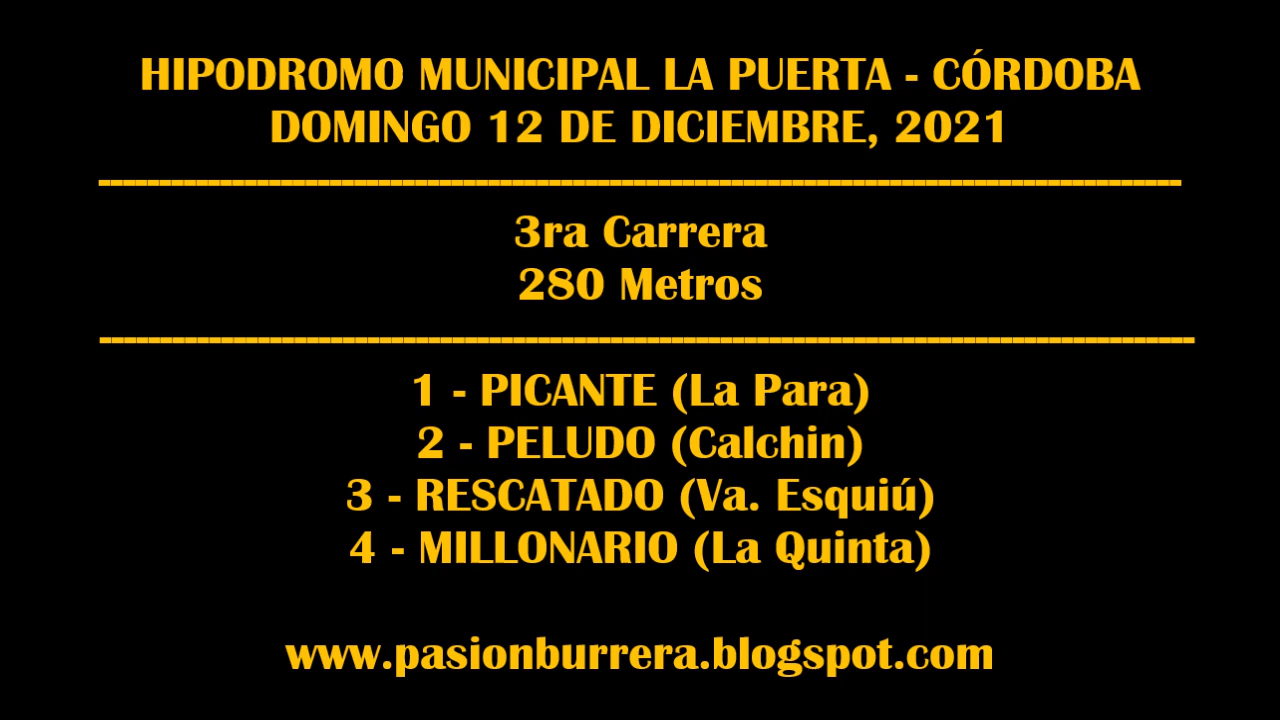 HIPODROMO MUNICIPAL LA PUERTA - CÓRDOBA
DOMINGO 12 DE DICIEMBRE, 2021
3ra Carrera
280 Metros
1 - PICANTE (La Para)
2 - PELUDO (Calchin)
3 - RESCATADO (Va. Esquiú)
4 - MILLONARIO (La Quinta)
www.pasionburrera.blogspot.com